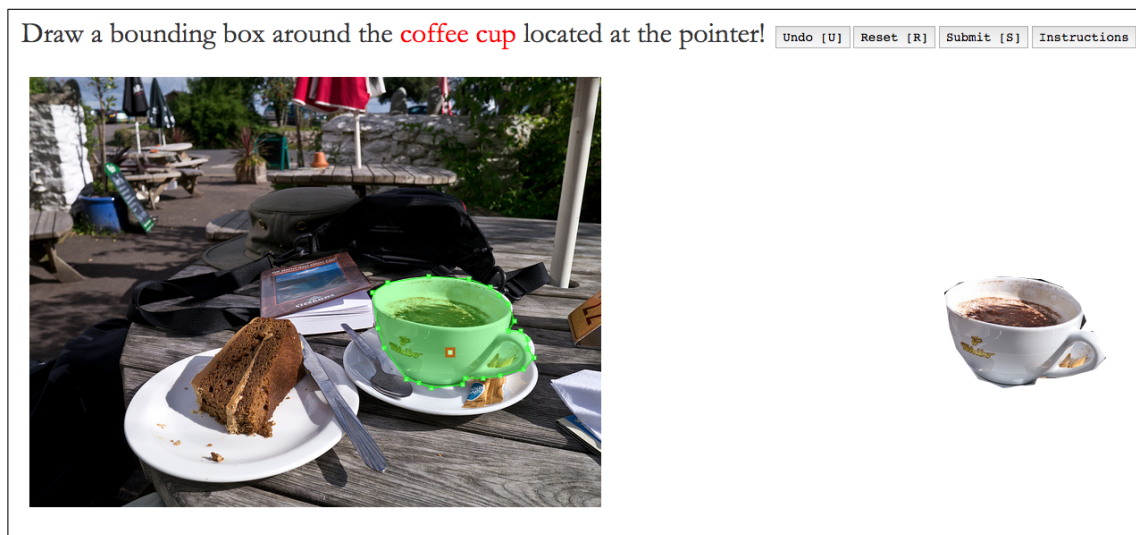 Draw a bounding box around the coffee cup located at the pointer! Undo [U] Reset [R] Submit [S] Instructions